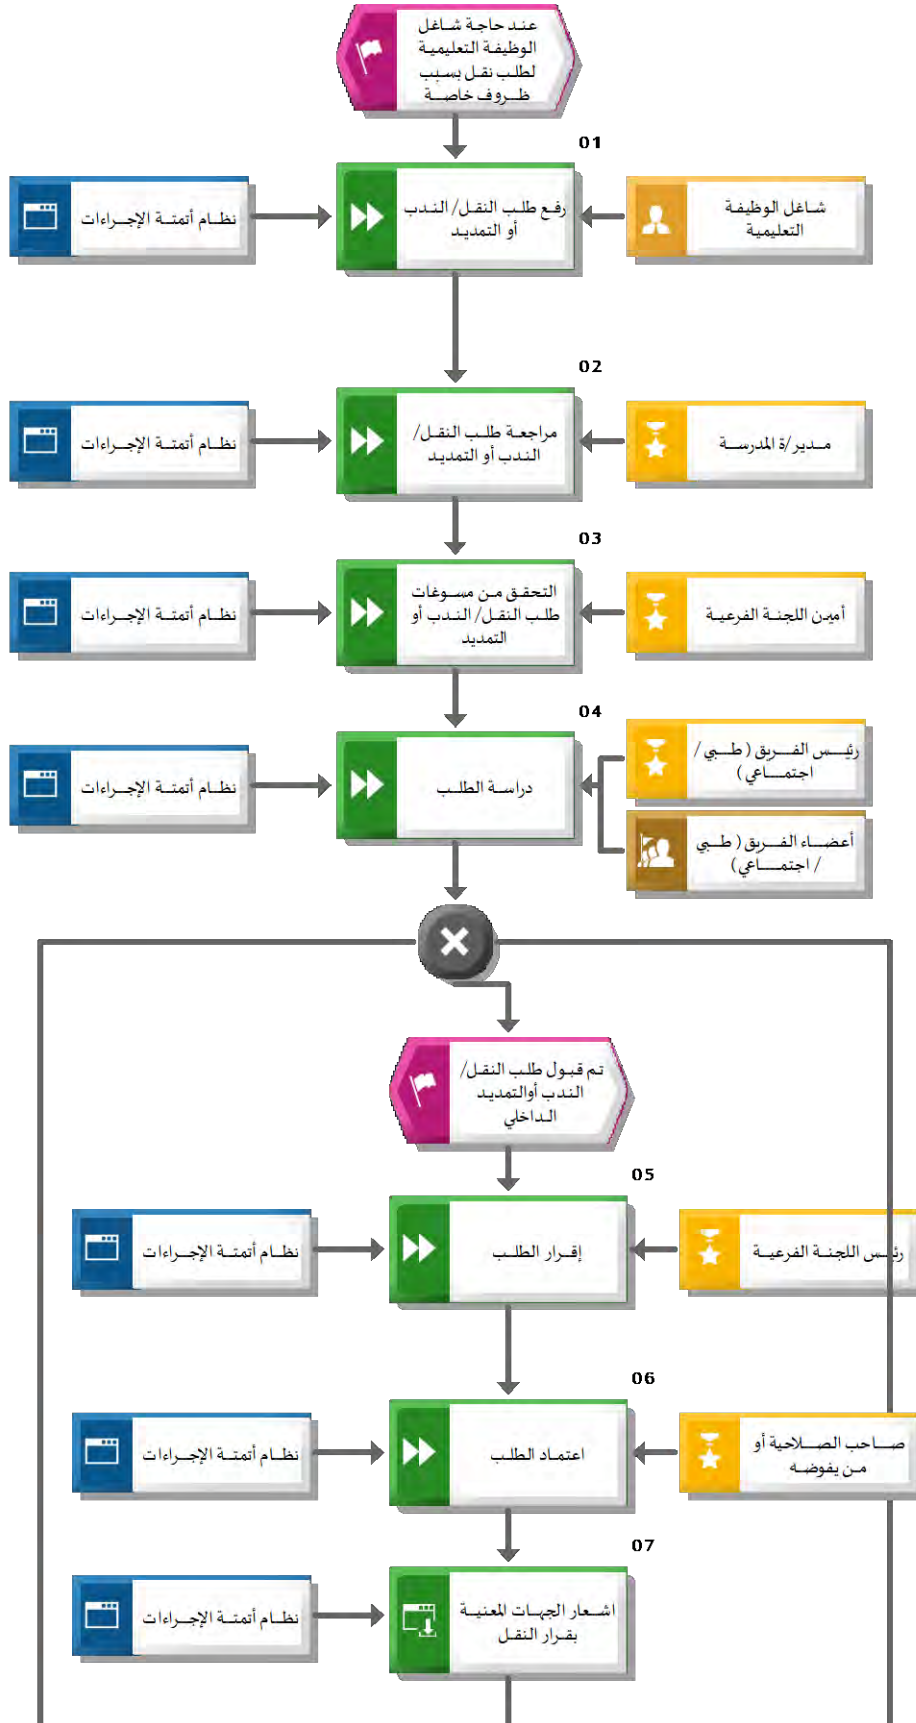 عند حاجة شاغل
الوظيفة التعليمية
لطلب نقل بسبب
ظروف خاصة
01
شاغل الوظيفة
التعليمية
رفع طلب النقل/ الندب
أو التمديد
نظام أتمتة الإجراءات
02
مدير/ة المدرسة
مراجعة طلب النقل/
الندب أو التمديد
نظام أتمتة الإجراءات
03
أمين اللجنة الفرعية
التحقق من مسوغات
طلب النقل/ الندب أو
التمديد
نظام أتمتة الإجراءات
04
رئيس الفريق ( طبي /
اجتماعي )
أعضاء الفريق ( طبي
/ اجتماعي )
دراسة الطلب
نظام أتمتة الإجراءات
تم قبول طلب النقل/
الندب أوالتمديد
الداخلي
05
رئيس اللجنة الفرعية
إقرار الطلب
نظام أتمتة الإجراءات
06
صاحب الصلاحية أو
من يفوضه
اعتماد الطلب
نظام أتمتة الإجراءات
07
اشعار الجهات المعنية
بقرار النقل
نظام أتمتة الإجراءات